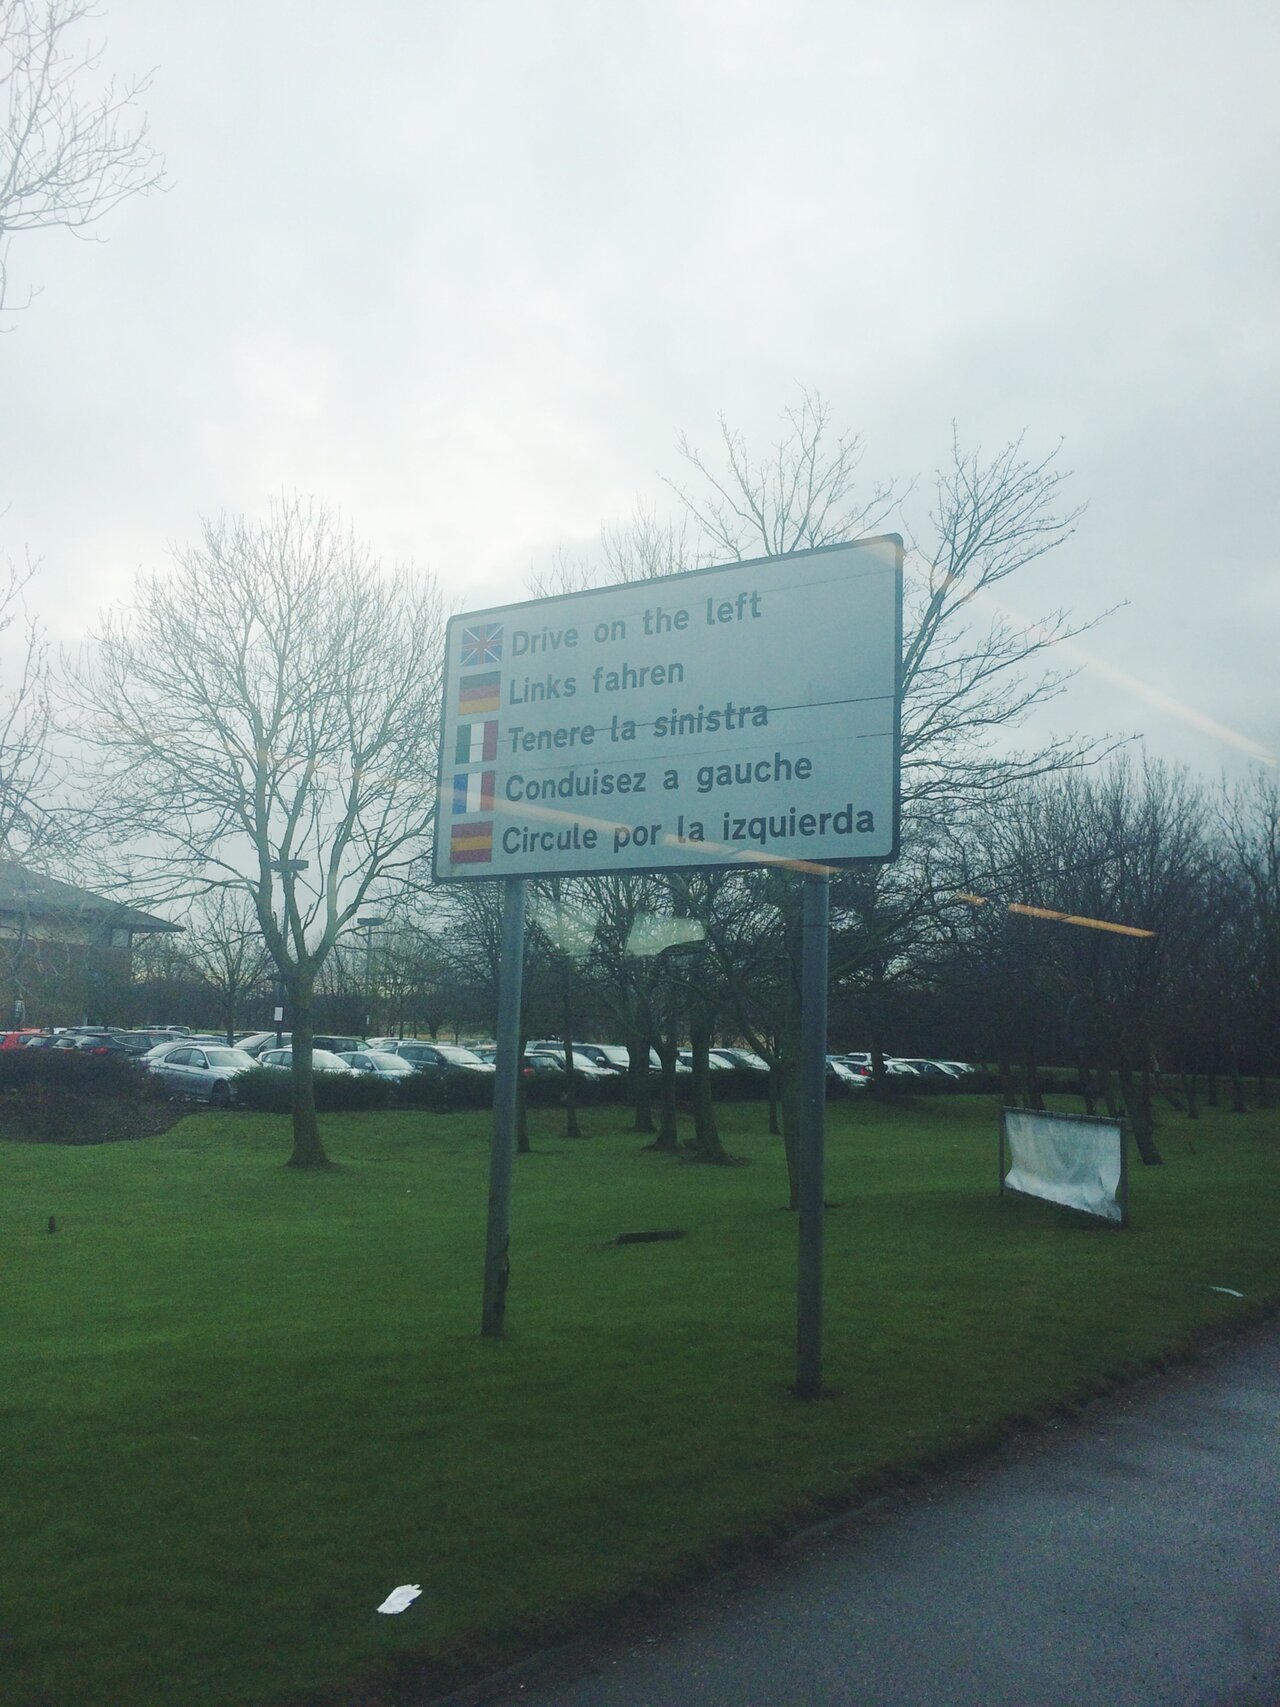 Drive on the left
Links fahren
Tenere la sinistra
Conduisez a gauche
Circule por la izquierda